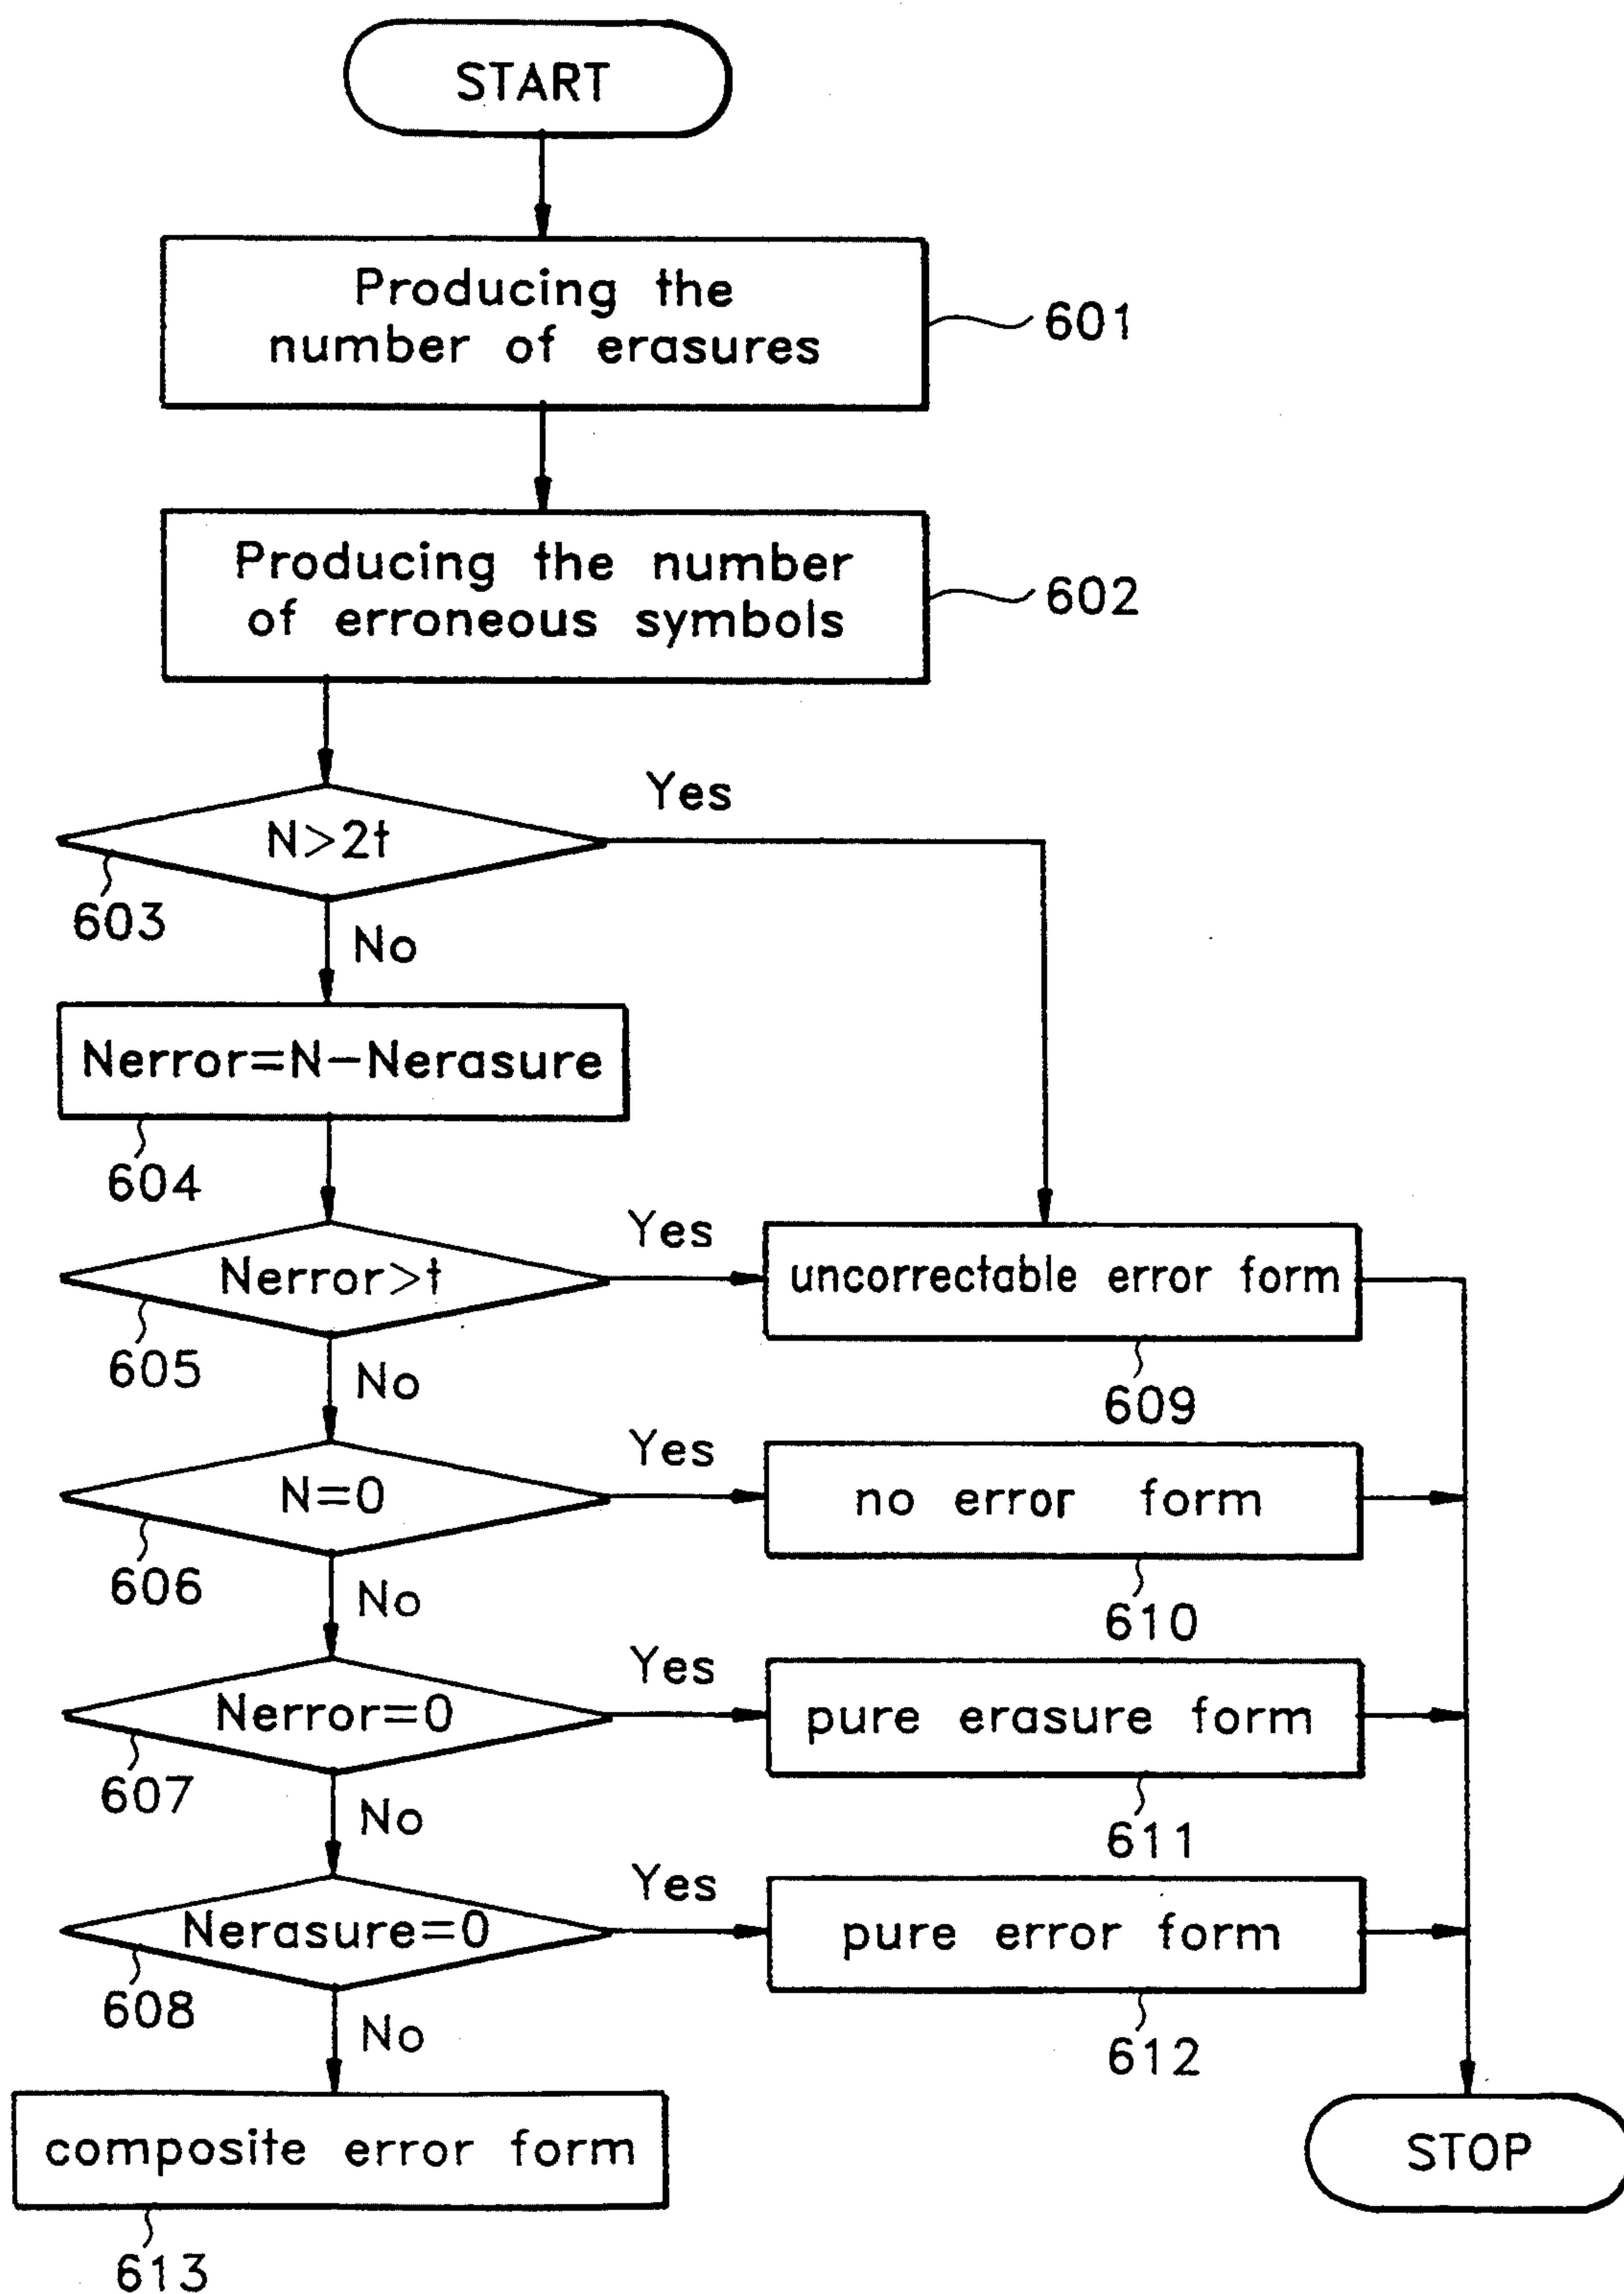 START
Producing the
number of erasures
601
Producing the number
of erroneous symbols
602
N>2t
Yes
603
No
Nerror=N-Nerasure
604
Nerror>t
Yes
uncorrectable error form
605
No
609
N=0
Yes
no error form
606
No
610
Nerror=0
Yes
pure erasure form
607
No
611
Nerasure=0
Yes
pure error form
608
No
612
composite error form
STOP
613